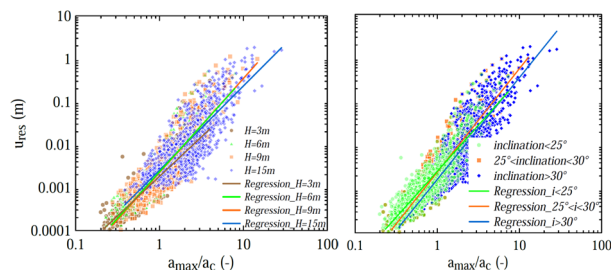 10
1
0.1
0.01
0.001
0.0001
0.1
1
10
100
u_res (m)
a_max/a_c (-)
H=3m
H=6m
H=9m
H=15m
Regression_H=3m
Regression_H=6m
Regression_H=9m
Regression_H=15m
0.1
1
10
100
a_max/a_c (-)
inclination<25°
25°<inclination<30°
inclination>30°
Regression_i<25°
Regression_25°<i<30°
Regression_i>30°